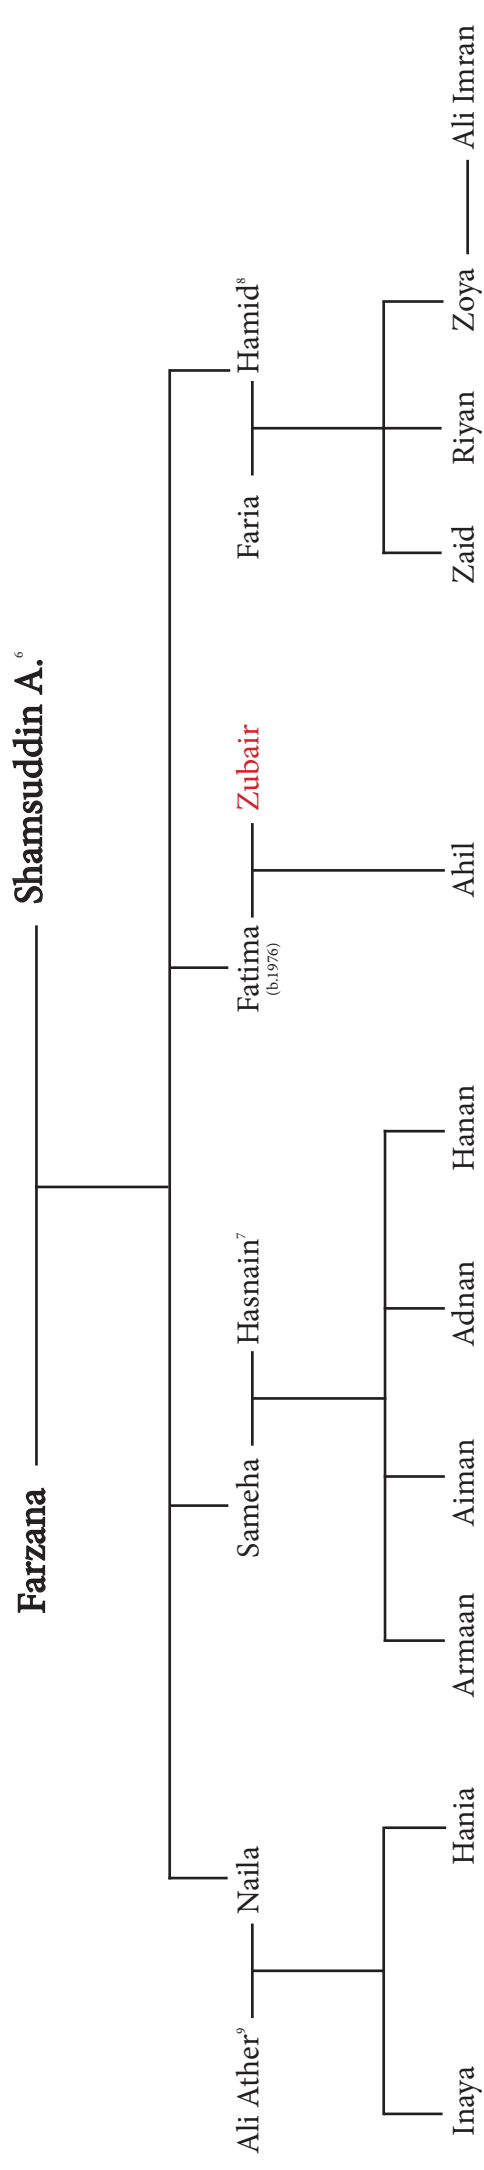 Farzana Shamsuddin A.⁶
Ali Ather⁹ Naila Sameha Hasnain⁷ Fatima Zubair Faria Hamid⁸
(b.1976)
Inaya Hania Armaan Aiman Adnan Hanan Ahil Zaid Riyan Zoya Ali Imran